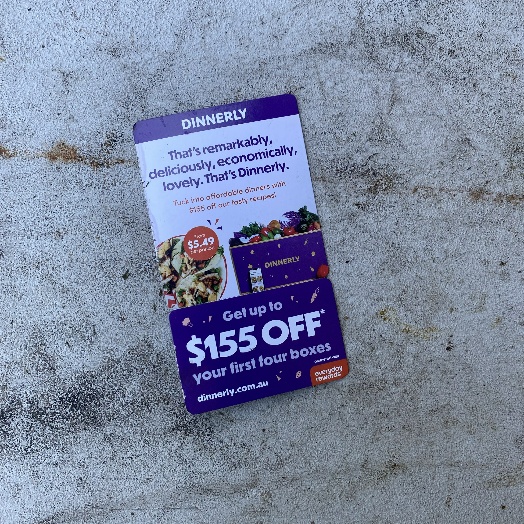 DINNERLY
That's remarkably,
deliciously, economically,
lovely. That's Dinnerly.
Tuck into affordable dinners with
$155 off our tasty recipes!
$5.49
DINNERLY
Get up to
$155 OFF*
your first four boxes
dinnerly.com.au
everyday
rewards